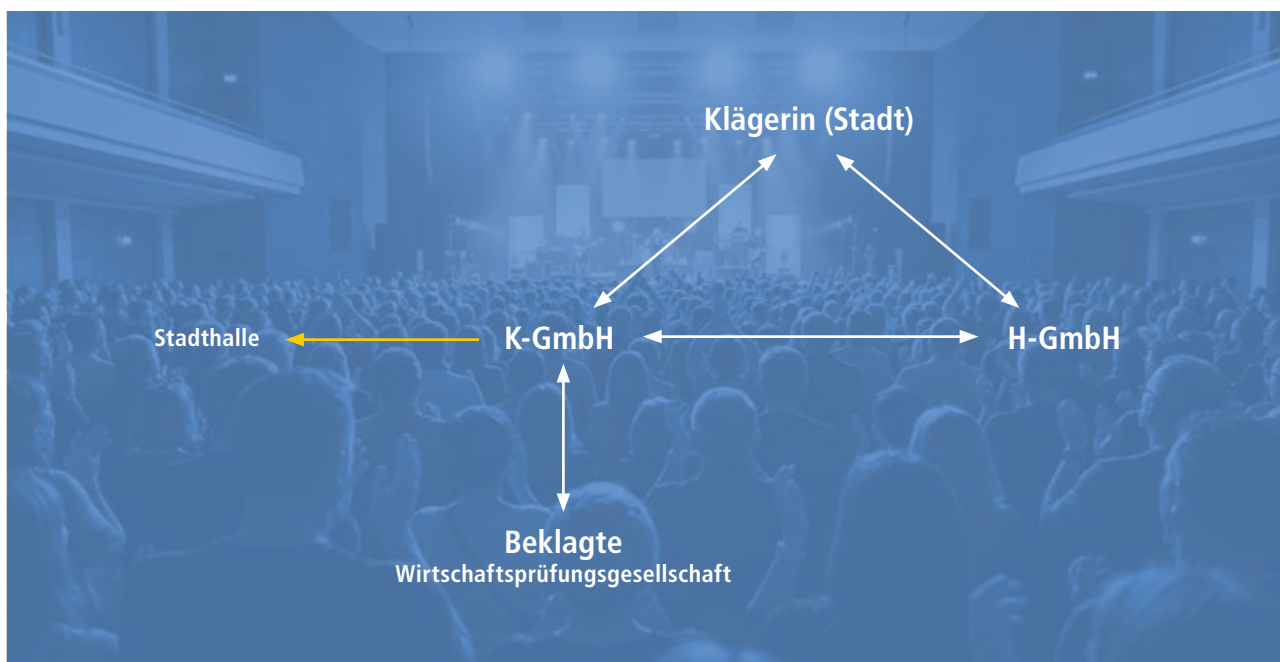 Klägerin (Stadt)
Stadthalle
K-GmbH
H-GmbH
Beklagte
Wirtschaftsprüfungsgesellschaft